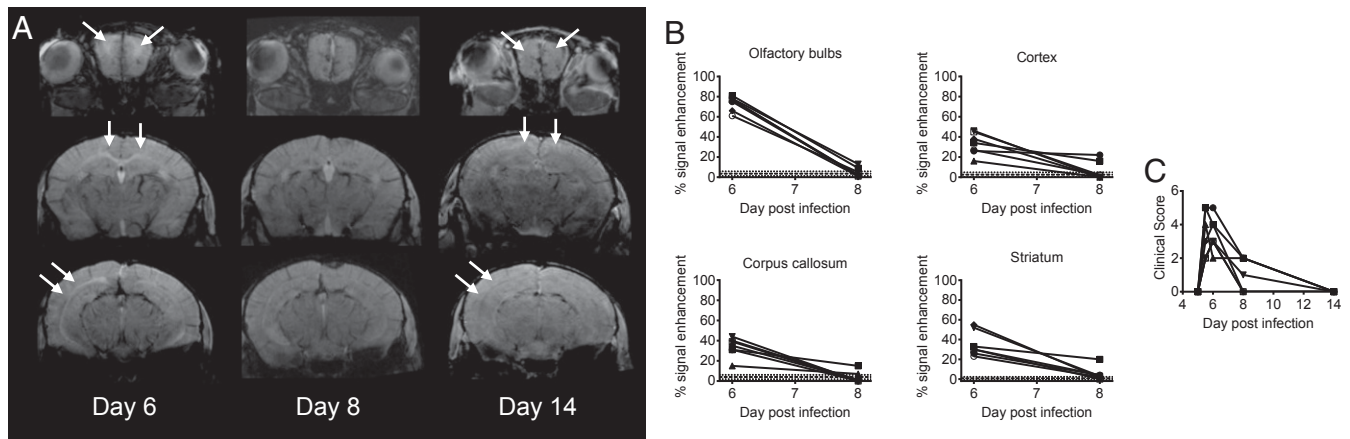 A
Day 6
Day 8
Day 14
B
Olfactory bulbs
% signal enhancement
100
80
60
40
20
0
6
7
8
Day post infection
Cortex
% signal enhancement
100
80
60
40
20
0
6
7
8
Day post infection
Corpus callosum
% signal enhancement
100
80
60
40
20
0
6
7
8
Day post infection
Striatum
% signal enhancement
100
80
60
40
20
0
6
7
8
Day post infection
C
Clinical Score
6
4
2
0
4
6
8
10
12
14
Day post infection